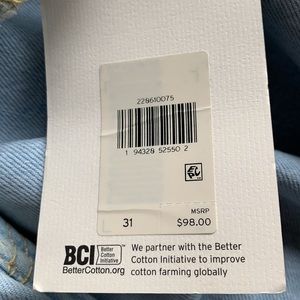 228610075
1 94328 52550 2
31
MSRP
$98.00
BCI
Better
Cotton
Initiative
BetterCotton.org
We partner with the Better
Cotton Initiative to improve
cotton farming globally